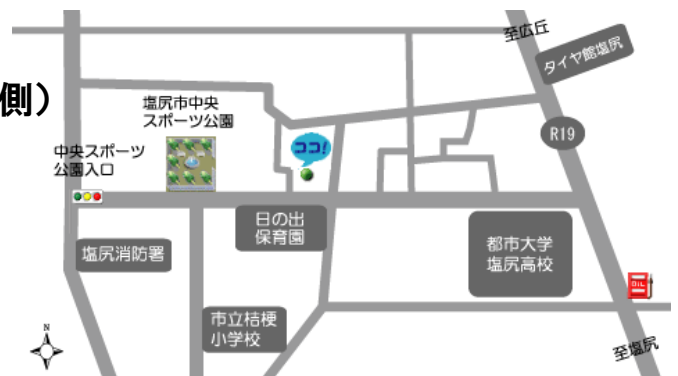 至広丘
タイヤ館塩尻
側）
塩尻市中央
スポーツ公園
R19
ココ!
中央スポーツ
公園入口
日の出
保育園
都市大学
塩尻高校
塩尻消防署
OIL
市立桔梗
小学校
N
至塩尻